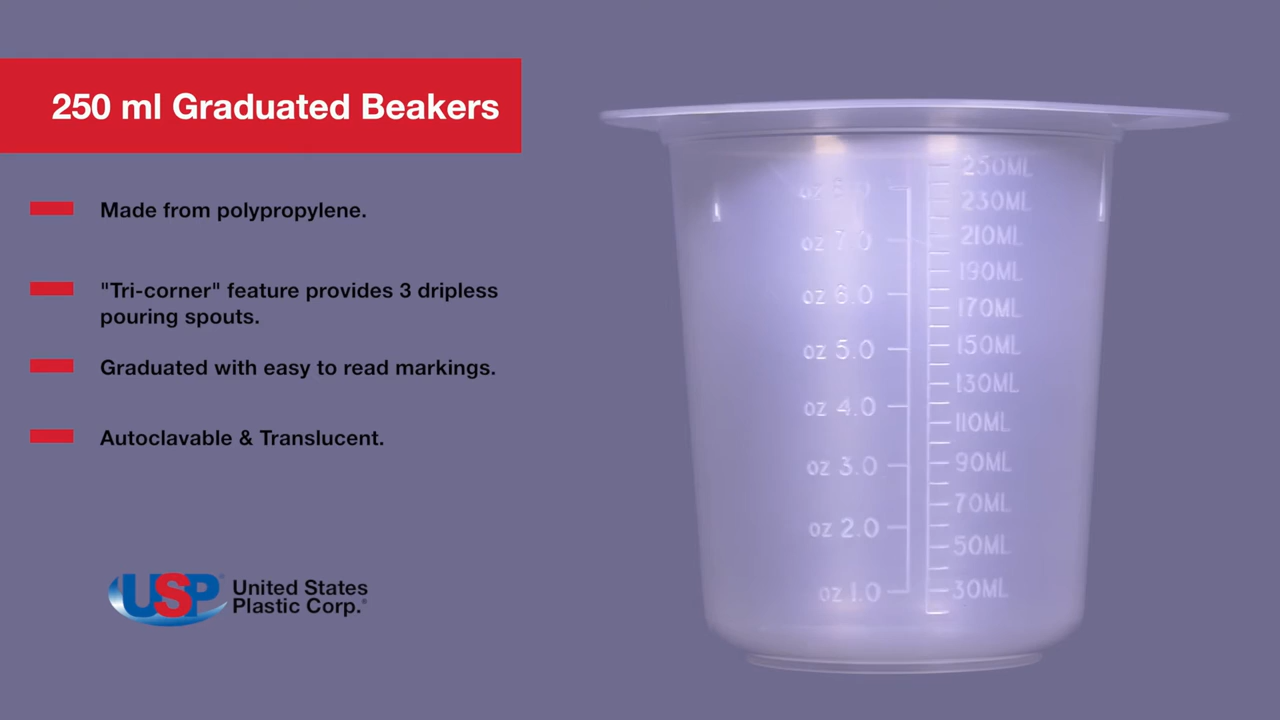 250 ml Graduated Beakers
Made from polypropylene.
"Tri-corner" feature provides 3 dripless
pouring spouts.
Graduated with easy to read markings.
Autoclavable & Translucent.
USP
United States
Plastic Corp.®
oz 8.0
oz 7.0
oz 6.0
oz 5.0
oz 4.0
oz 3.0
oz 2.0
oz 1.0
250ML
230ML
210ML
190ML
170ML
150ML
130ML
110ML
90ML
70ML
50ML
30ML